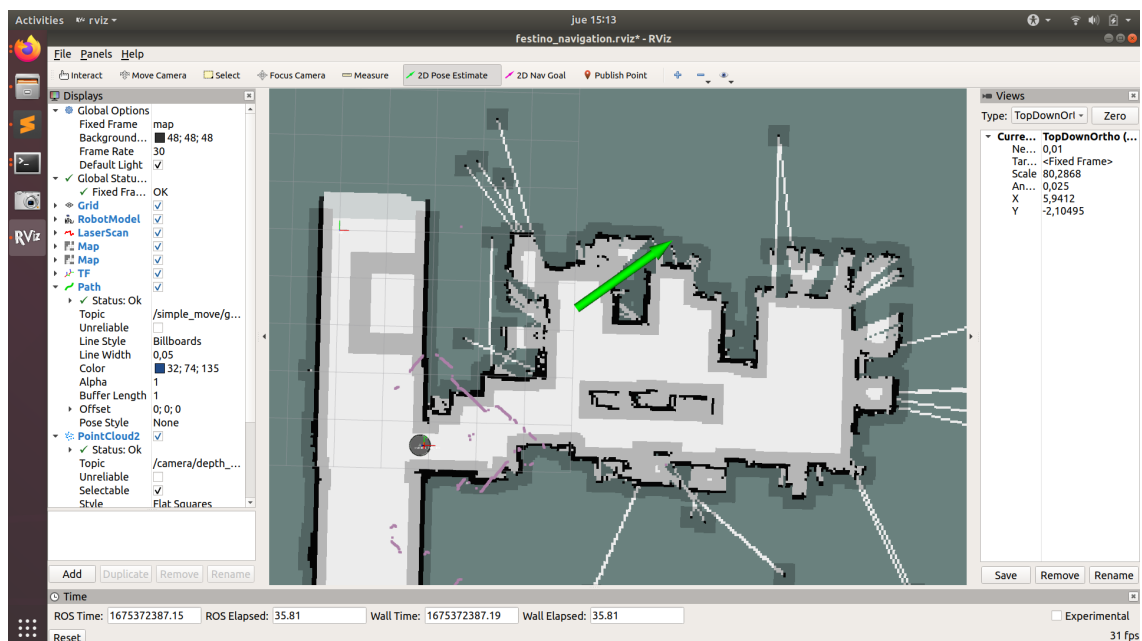 Activities rviz jue 15:13
festino_navigation.rviz* - RViz
File Panels Help
Interact Move Camera Select Focus Camera Measure 2D Pose Estimate 2D Nav Goal Publish Point
Displays
Global Options
Fixed Frame map
Background... 48; 48; 48
Frame Rate 30
Default Light
Global Statu...
Fixed Fra... OK
Grid
RobotModel
LaserScan
Map
Map
TF
Path
Status: Ok
Topic /simple_move/g...
Unreliable
Line Style Billboards
Line Width 0,05
Color 32; 74; 135
Alpha 1
Buffer Length 1
Offset 0; 0; 0
Pose Style None
PointCloud2
Status: Ok
Topic /camera/depth_...
Unreliable
Selectable
Style Flat Squares
Add Duplicate Remove Rename
Views
Type: TopDownOrl Zero
Curre... TopDownOrtho (...
Ne... 0,01
Tar... <Fixed Frame>
Scale 80,2868
An... 0,025
X 5,9412
Y -2,10495
Save Remove Rename
Time
ROS Time: 1675372387.15 ROS Elapsed: 35.81 Wall Time: 1675372387.19 Wall Elapsed: 35.81 Experimental
Reset 31 fps
RViz